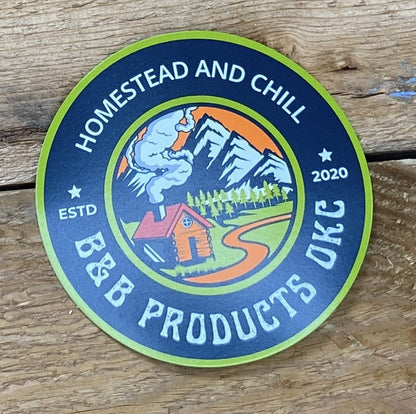 HOMESTEAD AND CHILL
ESTD
2020
B&B PRODUCTS OKC